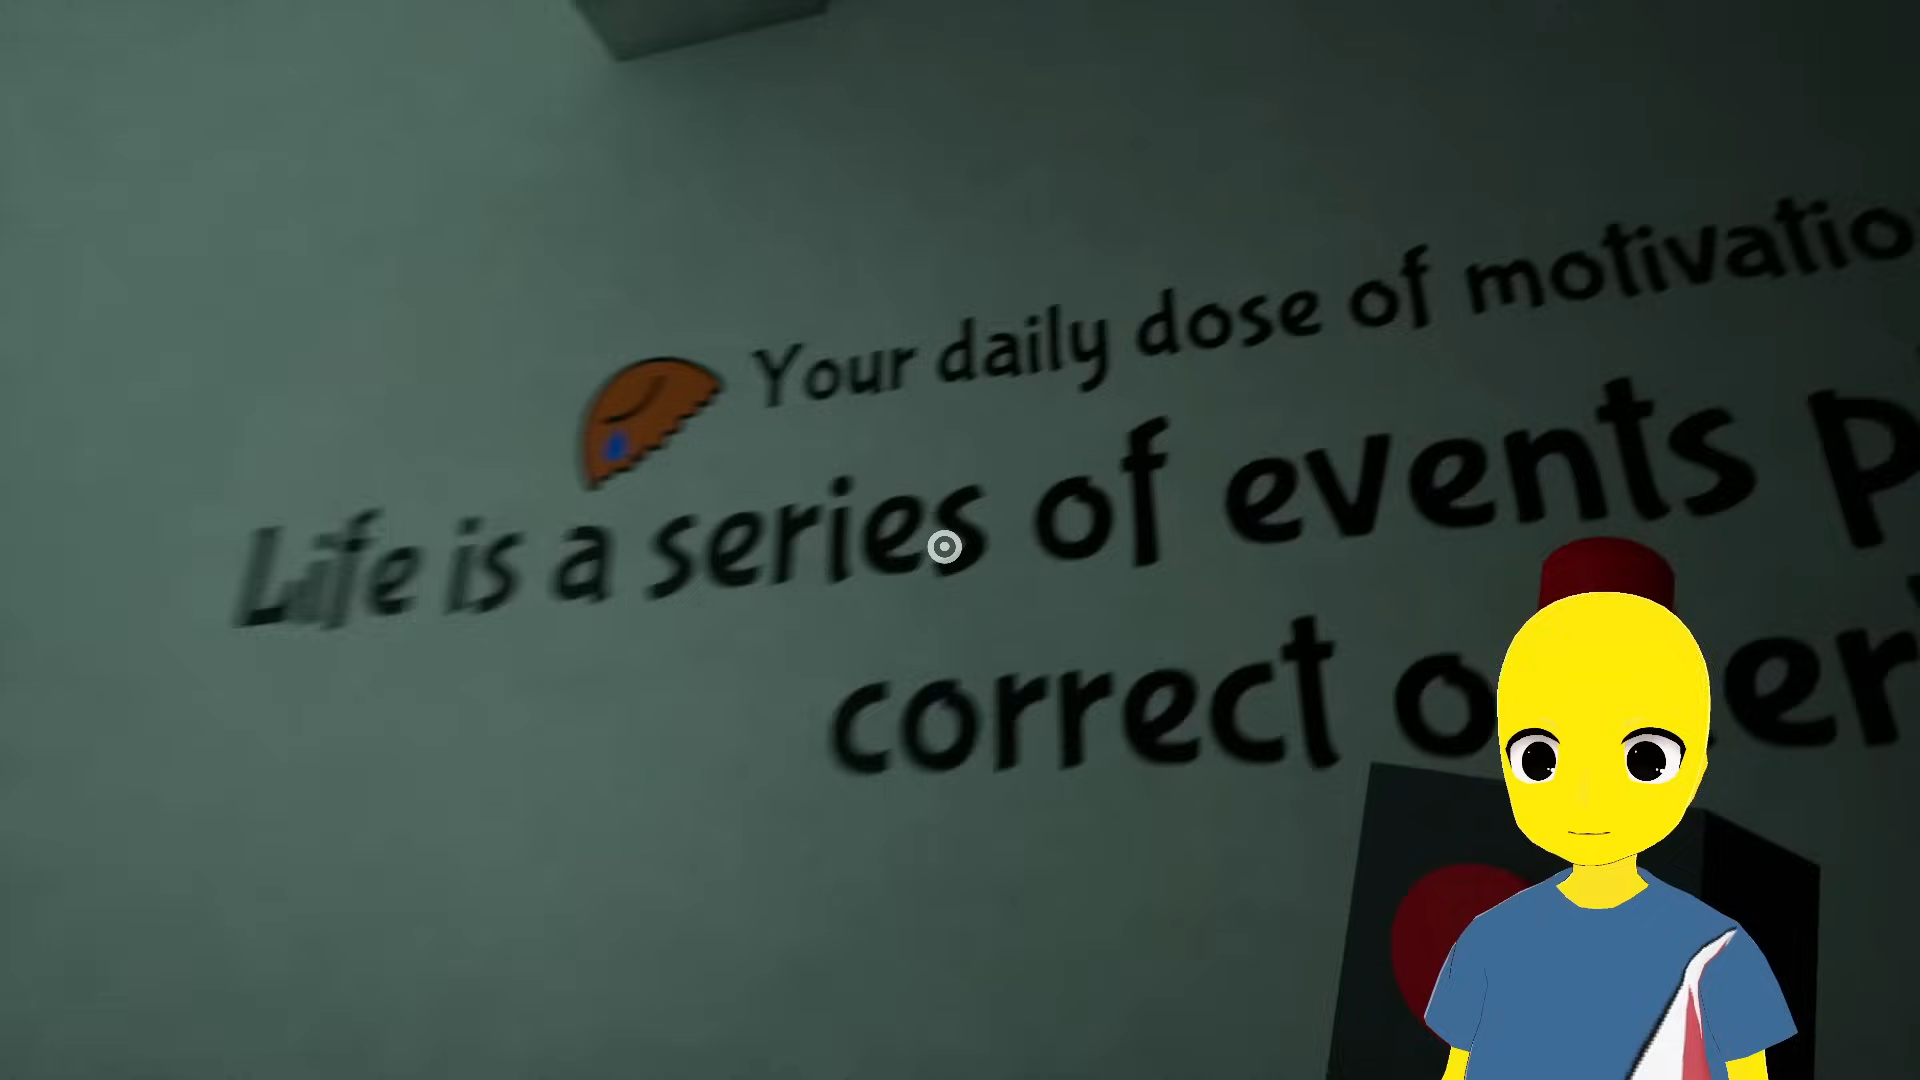 Your daily dose of motivatio
Life is a series of events
correct